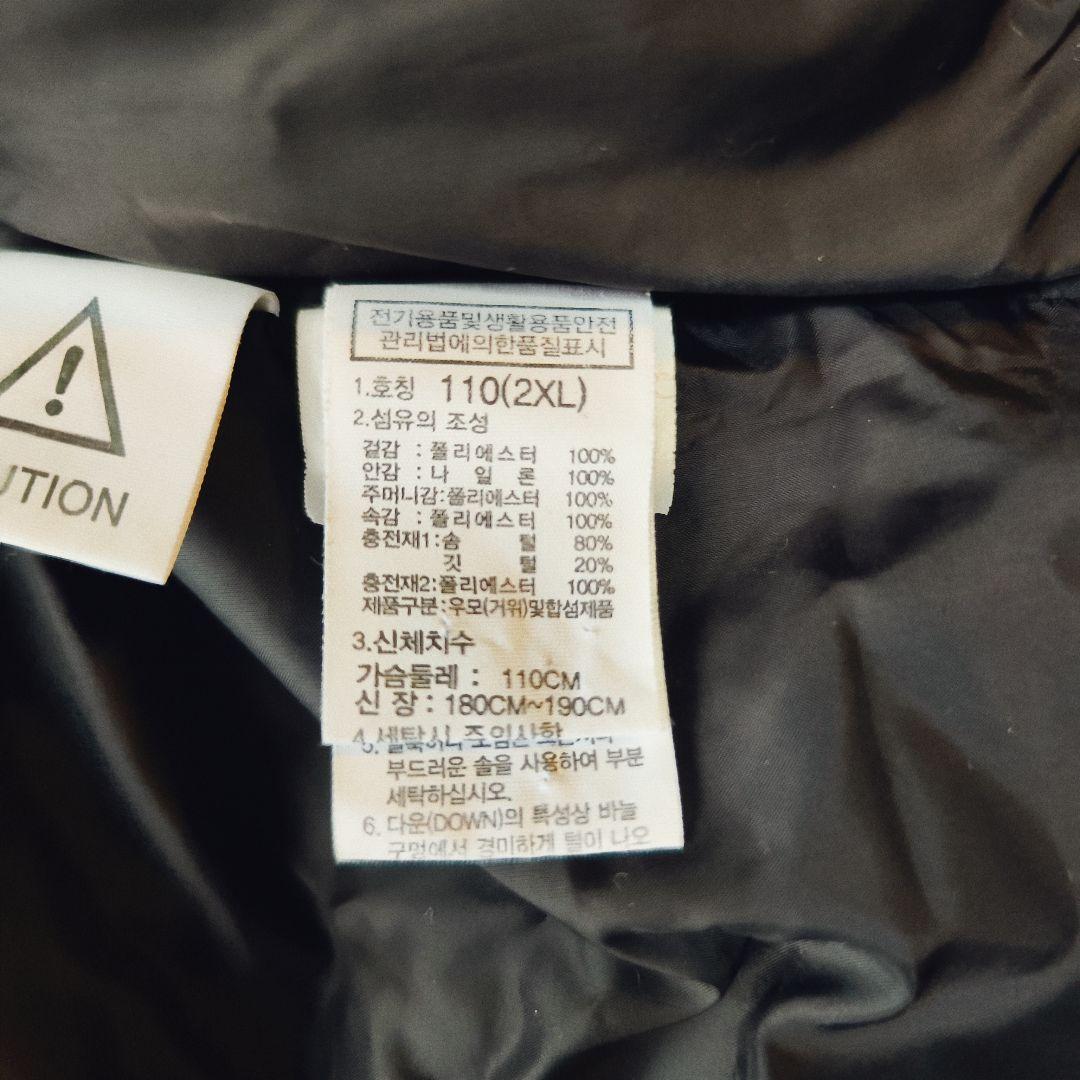 UTION
전기용품및생활용품안전
관리법에의한품질표시
1.호칭 110(2XL)
2.섬유의 조성
겉감 : 폴리에스터 100%
안감 : 나 일 론 100%
주머니감:폴리에스터 100%
속감 : 폴리에스터 100%
충전재1:솜 털 80%
깃 털 20%
충전재2:폴리에스터 100%
제품구분:우모(거위)및합섬제품
3.신체치수
가슴둘레 : 110CM
신 장 : 180CM~190CM
4.세탁시
부드러운 솔을 사용하여 부분
세탁하십시오.
6. 다운(DOWN)의 특성상 바늘
구멍에서 경미하게 털이 나오